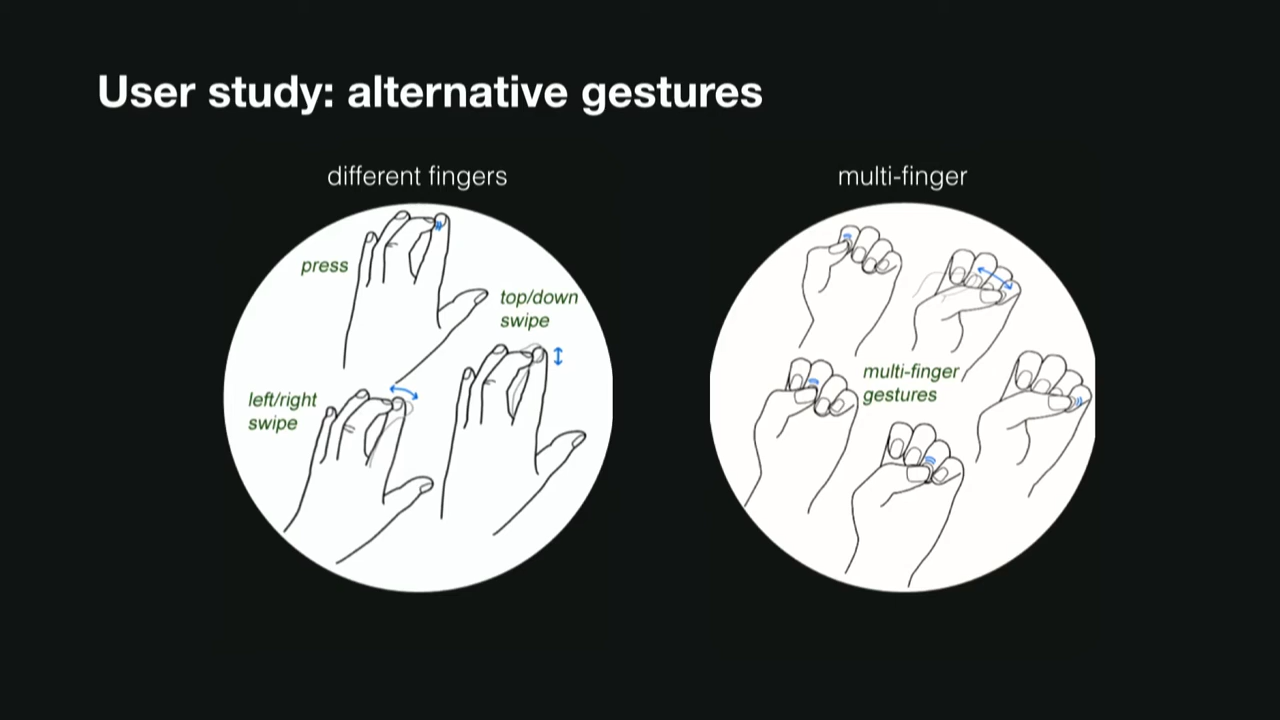 User study: alternative gestures
different fingers
press
top/down
swipe
left/right
swipe
multi-finger
multi-finger
gestures